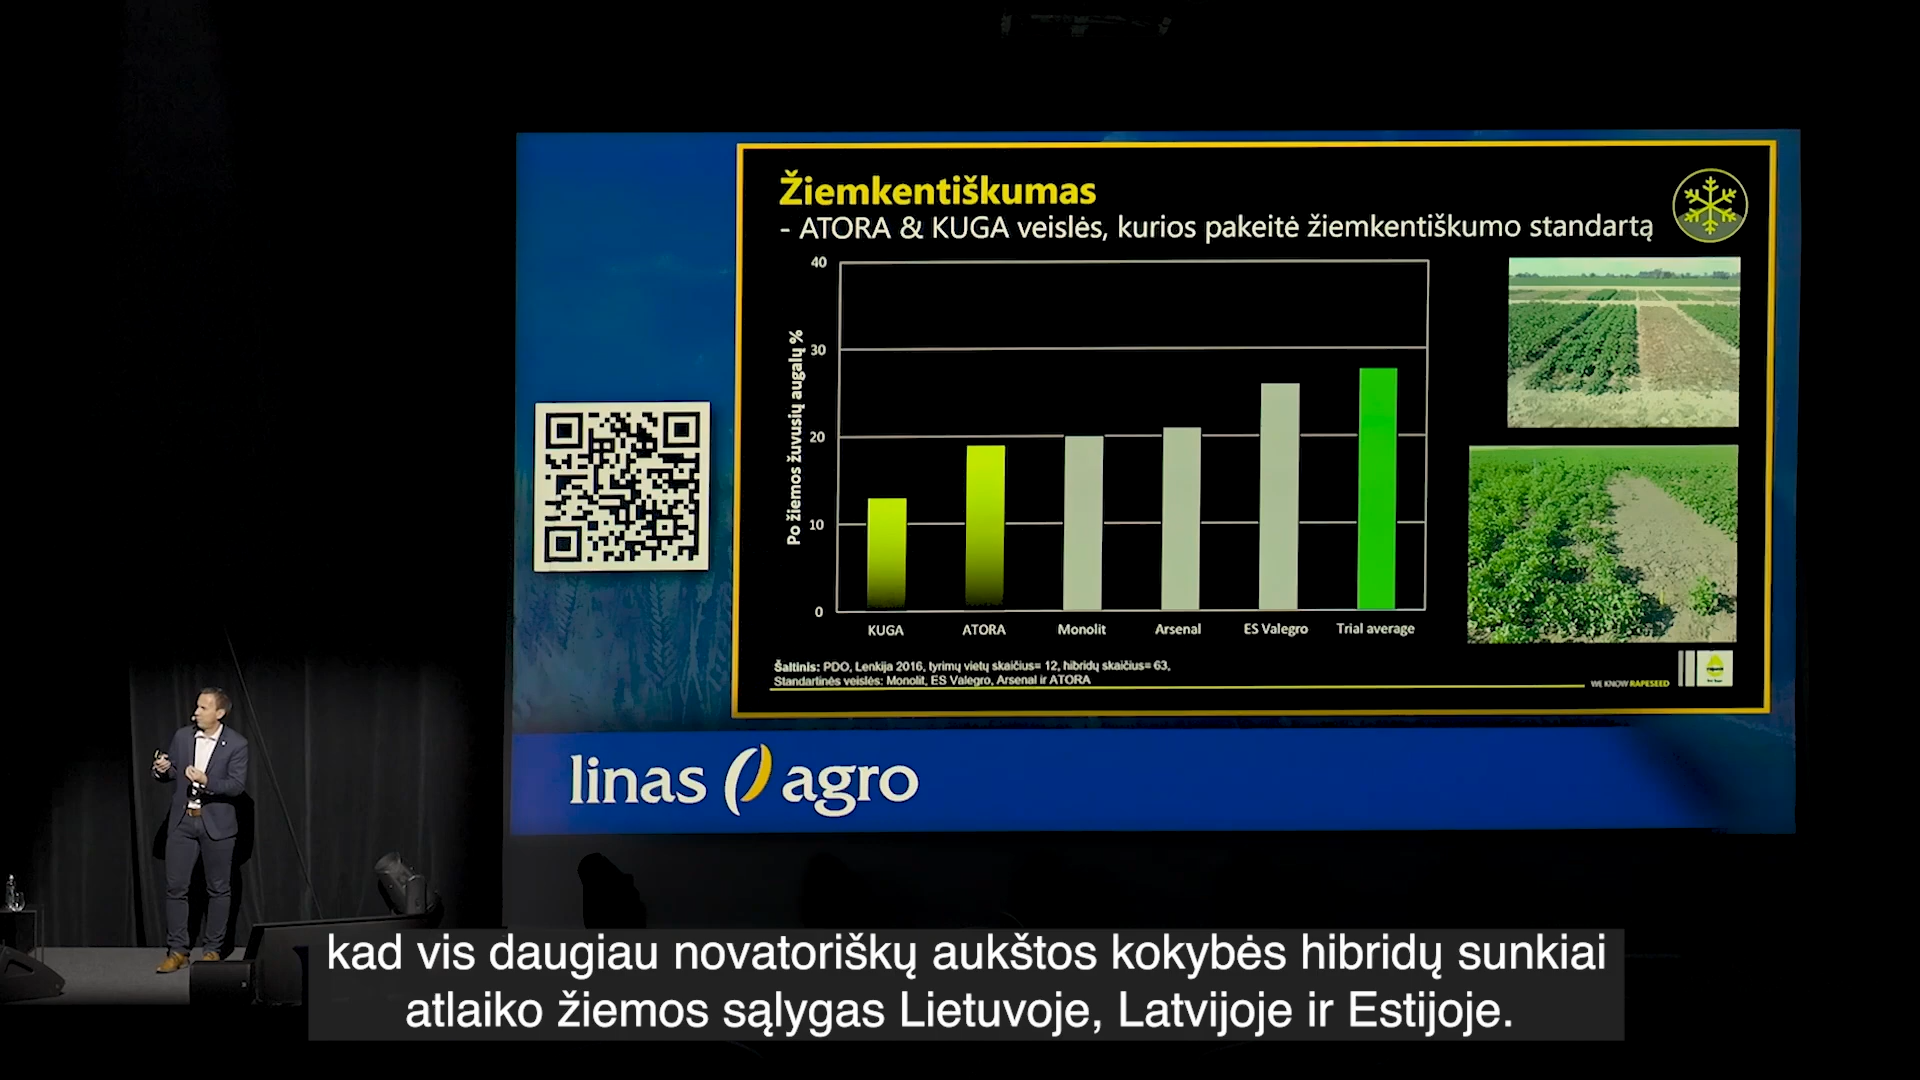 Žiemkentiškumas
- ATORA & KUGA veislės, kurios pakeitė žiemkentiškumo standartą
Po žiemos žuvusių augalų %
40
30
20
10
0
KUGA
ATORA
Monolit
Arsenal
ES Valegro
Trial average
Šaltinis: PDO, Lenkija 2016, tyrimų vietų skaičius= 12, hibridų skaičius= 63,
Standartinės veislės: Monolit, ES Valegro, Arsenal ir ATORA
WE KNOW RAPESEED
linas agro
kad vis daugiau novatoriškų aukštos kokybės hibridų sunkiai
atlaiko žiemos sąlygas Lietuvoje, Latvijoje ir Estijoje.